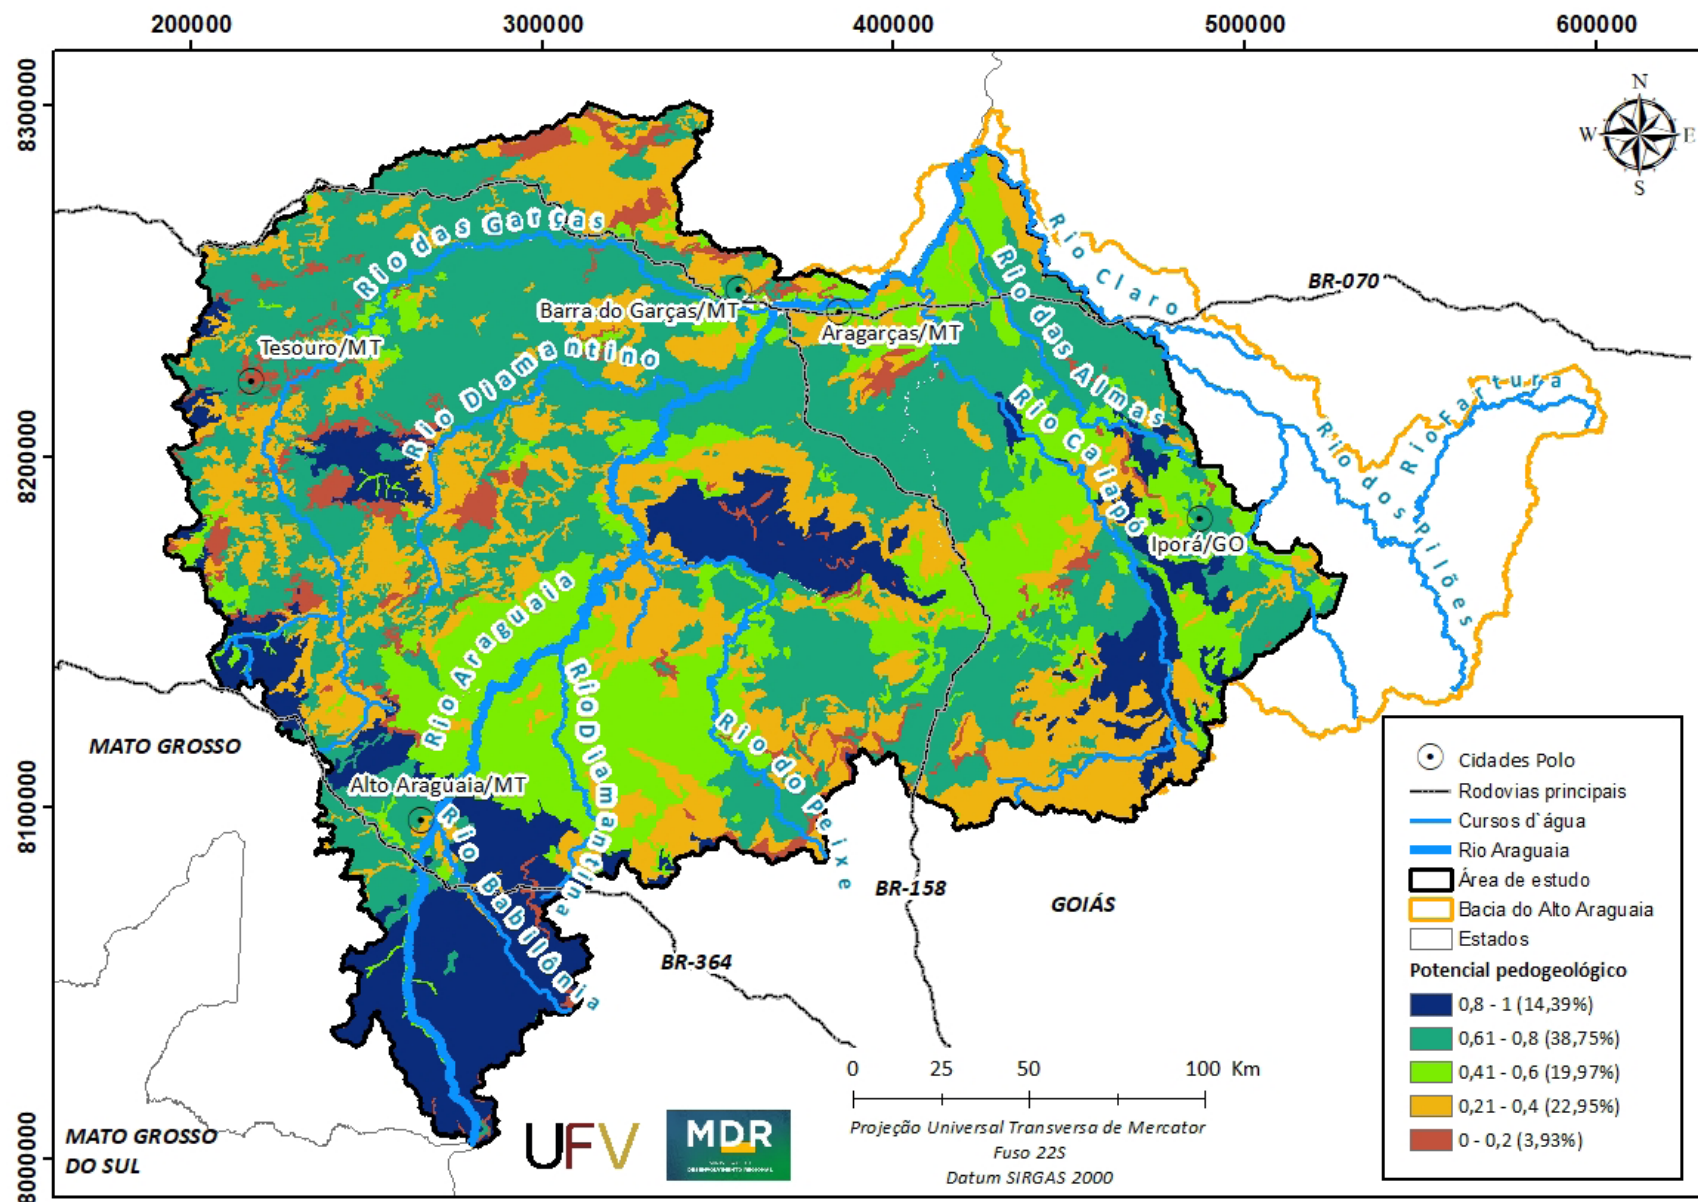 200000 300000 400000 5000000 600000
8300000
8200000
8100000
8000000
N
W E
S
Rio das Garças
Rio Claro
BR-070
Barra do Garças/MT
Aragarças/MT
Tesouro/MT
Rio Diamantino
Rio das Almas
Rio Fartura
Rio Caiapó
Rio dos Pilões
Iporá/GO
Rio Araguaia
Rio Diamantina
Rio do Peixe
MATO GROSSO
Alto Araguaia/MT
Rio Babilônia
BR-158
GOIÁS
BR-364
MATO GROSSO
DO SUL
Cidades Polo
Rodovias principais
Cursos d`água
Rio Araguaia
Área de estudo
Bacia do Alto Araguaia
Estados
Potencial pedogeológico
0,8 - 1 (14,39%)
0,61 - 0,8 (38,75%)
0,41 - 0,6 (19,97%)
0,21 - 0,4 (22,95%)
0 - 0,2 (3,93%)
0 25 50 100 Km
Projeção Universal Transversa de Mercator
Fuso 22S
Datum SIRGAS 2000
UFV
MDR
DESENVOLVIMENTO REGIONAL